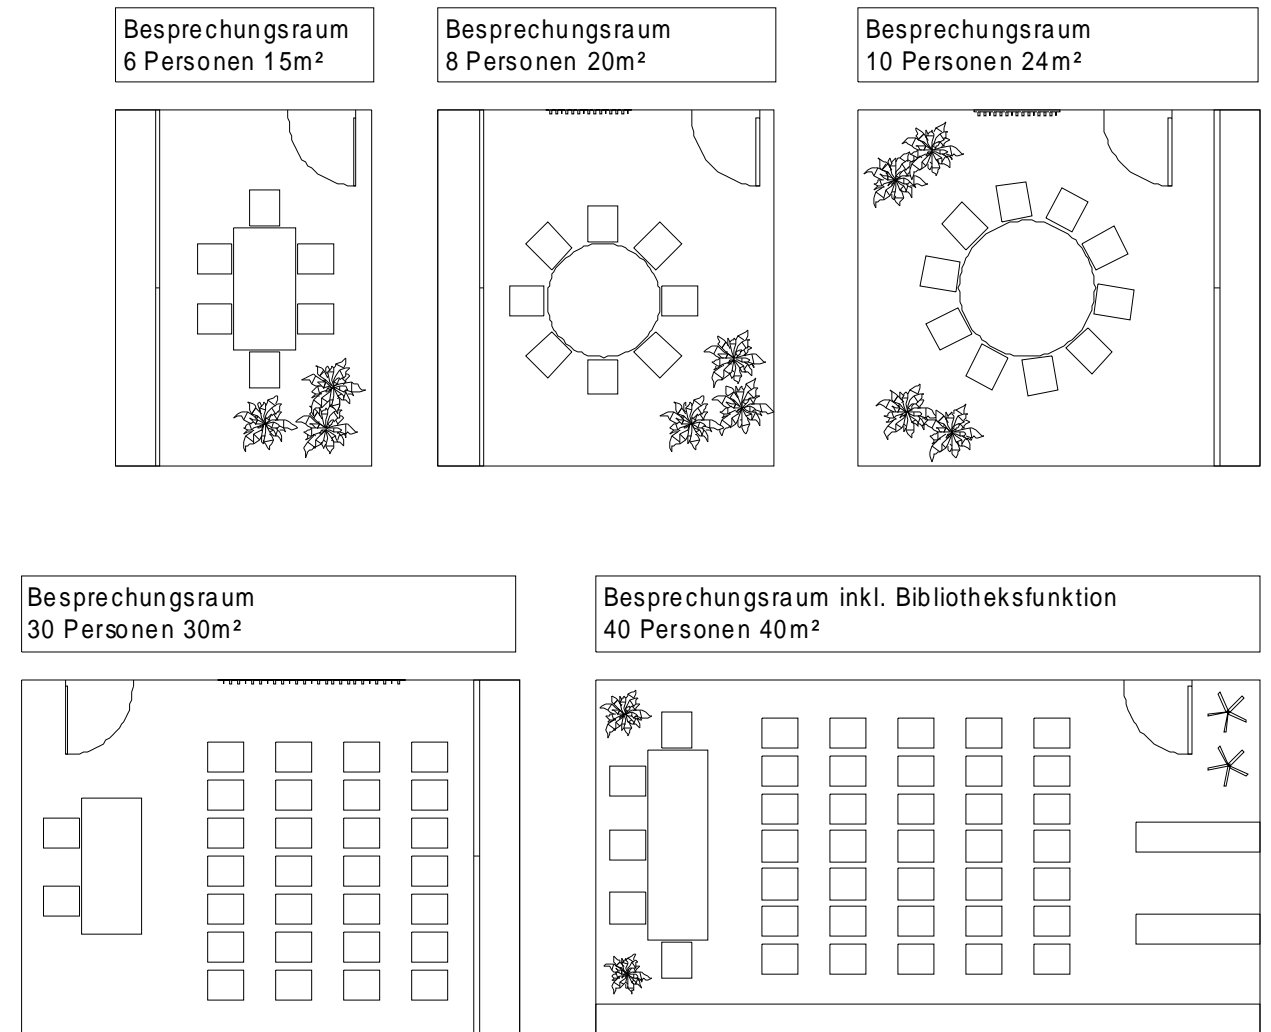 Besprechungsraum
6 Personen 15m²
Besprechungsraum
8 Personen 20m²
Besprechungsraum
10 Personen 24m²
Besprechungsraum
30 Personen 30m²
Besprechungsraum inkl. Bibliotheksfunktion
40 Personen 40m²